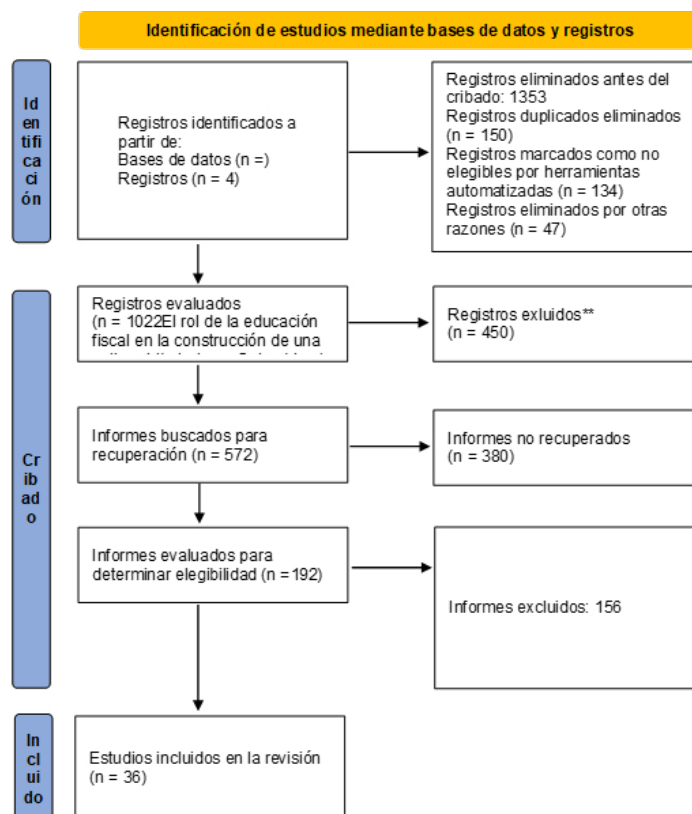 Identificación de estudios mediante bases de datos y registros
Id
en
tifi
ca
ci
ón
Registros identificados a
partir de:
Bases de datos (n =)
Registros (n = 4)
Registros eliminados antes del
cribado: 1353
Registros duplicados eliminados
(n = 150)
Registros marcados como no
elegibles por herramientas
automatizadas (n = 134)
Registros eliminados por otras
razones (n = 47)
Cr
ib
ad
o
Registros evaluados
(n = 1022El rol de la educación
fiscal en la construcción de una
Registros exluidos**
(n = 450)
Informes buscados para
recuperación (n = 572)
Informes no recuperados
(n = 380)
Informes evaluados para
determinar elegibilidad (n =192)
Informes excluidos: 156
In
cl
ui
do
Estudios incluidos en la revisión
(n = 36)